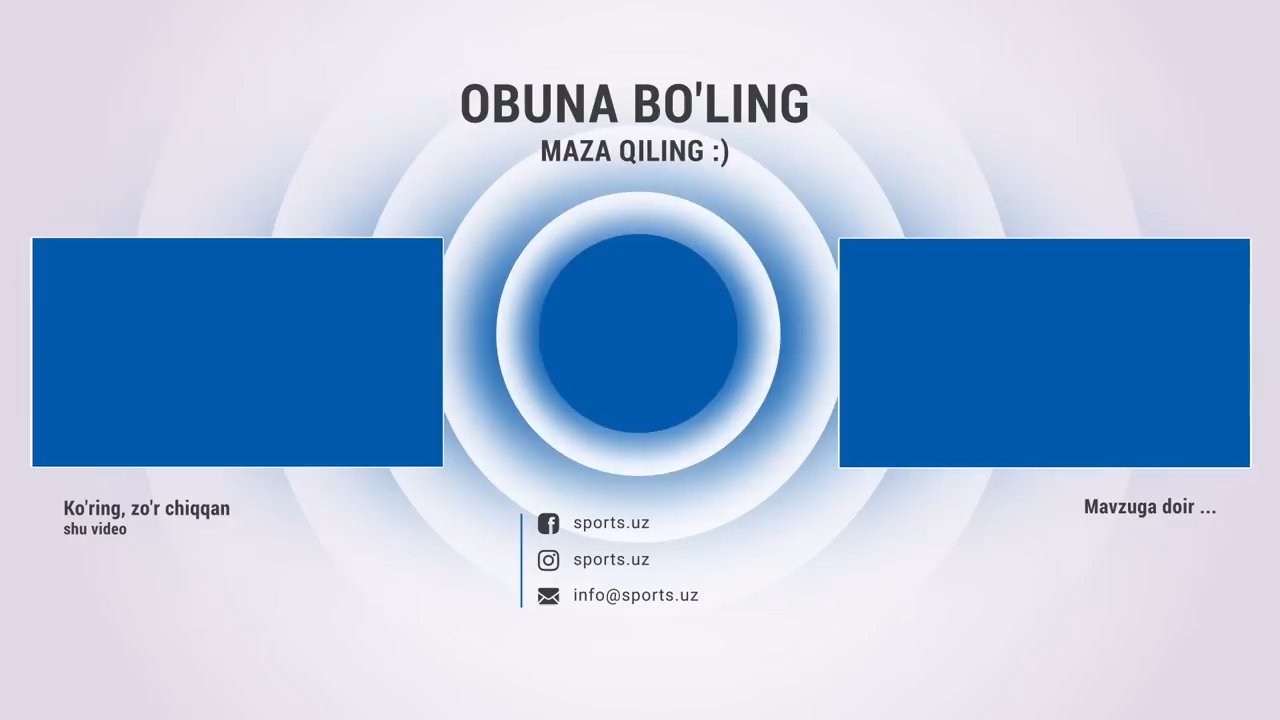 OBUNA BO'LING
MAZA QILING :)
Ko'ring, zo'r chiqqan
shu video
Mavzuga doir ...
sports.uz
sports.uz
info@sports.uz